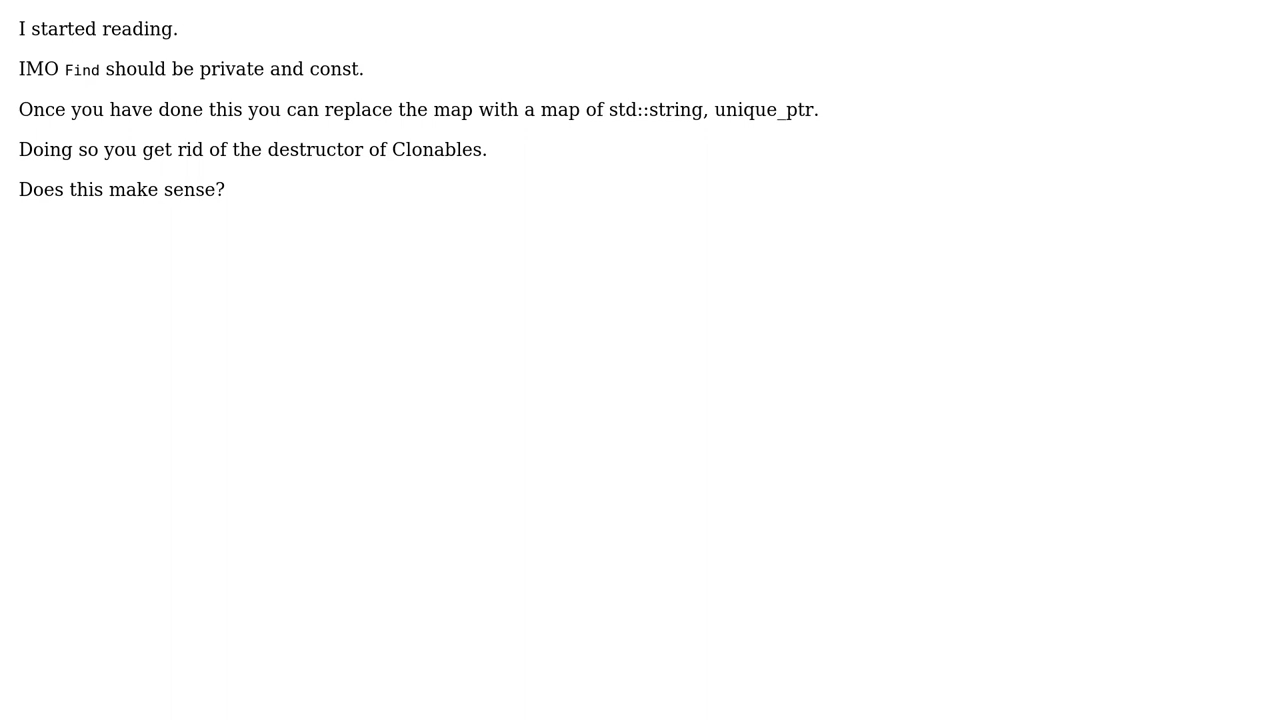 I started reading.
IMO Find should be private and const.
Once you have done this you can replace the map with a map of std::string, unique_ptr.
Doing so you get rid of the destructor of Clonables.
Does this make sense?